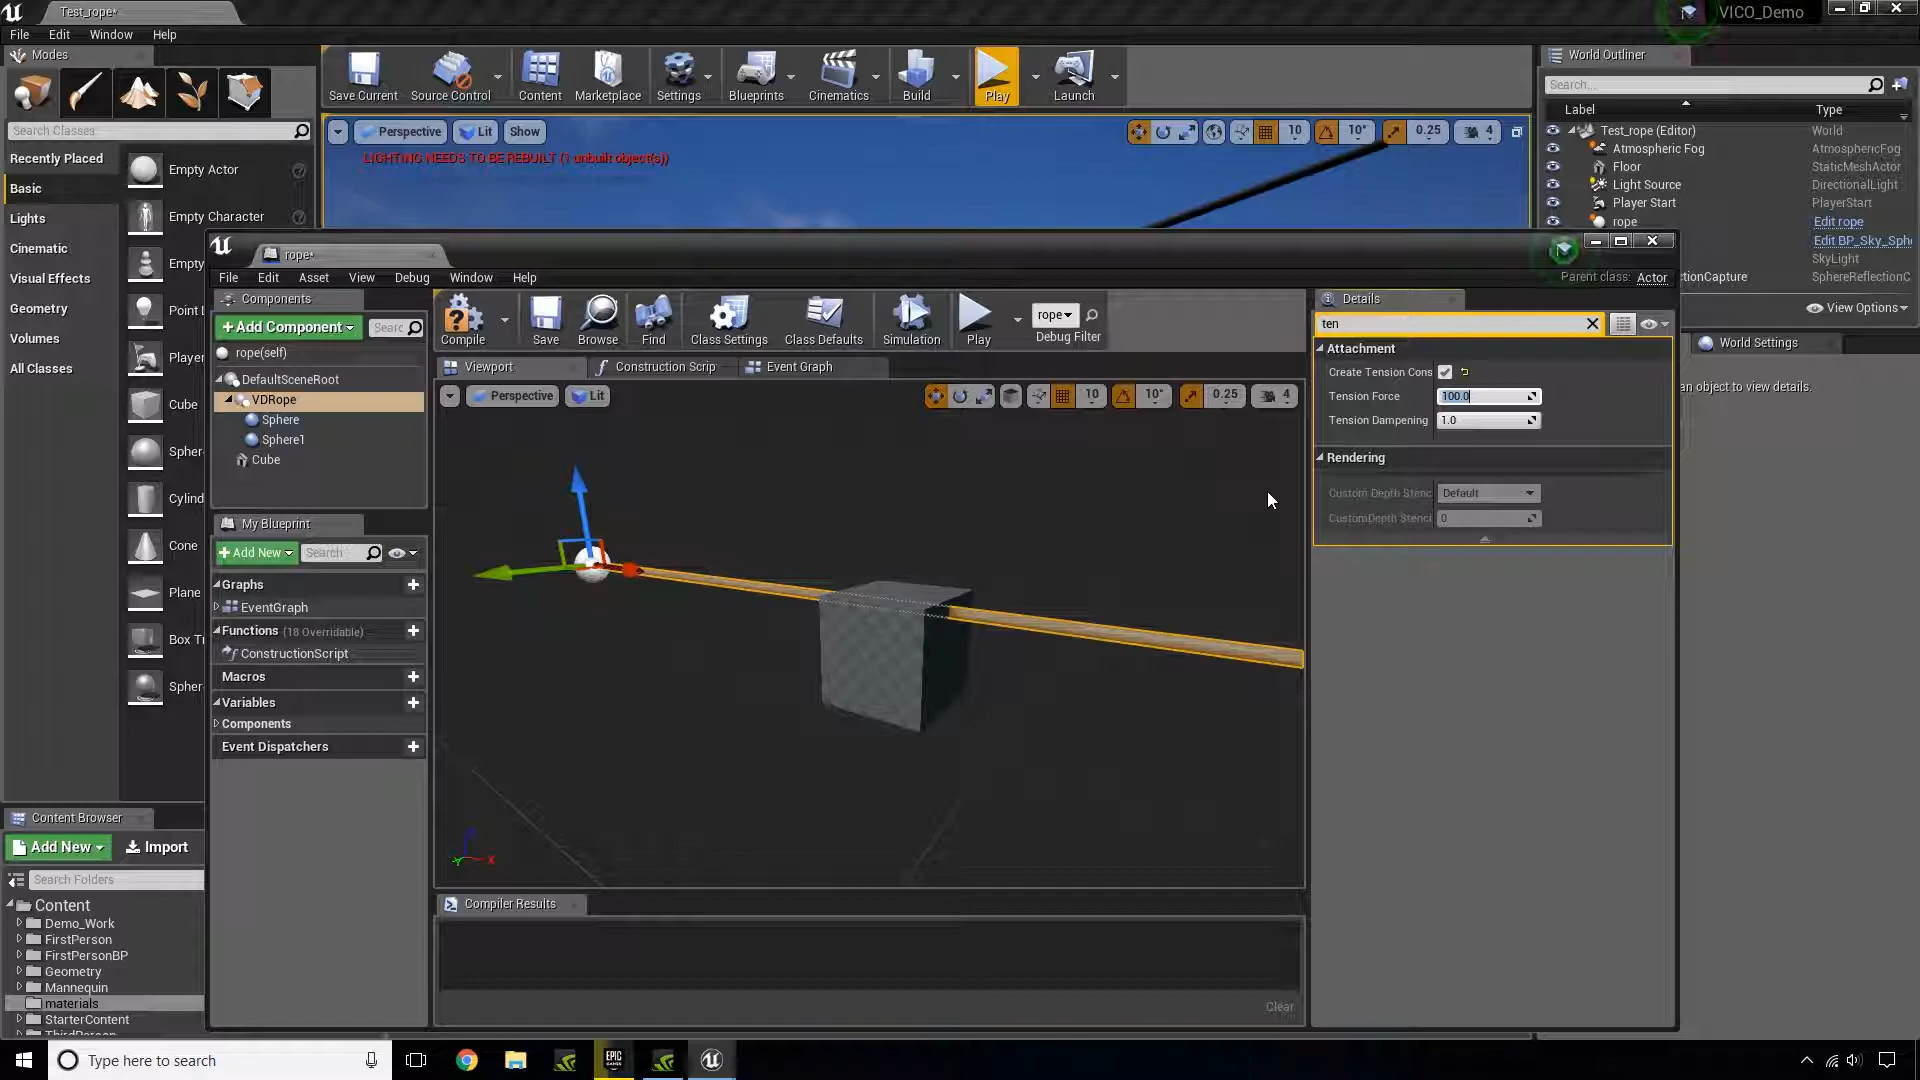 Test_rope*
VICO_Demo
File Edit Window Help
Modes
Save Current Source Control Content Marketplace Settings Blueprints Cinematics Build Play Launch
World Outliner
Search...
Label Type
Search Classes
Recently Placed
Basic
Lights
Cinematic
Visual Effects
Geometry
Volumes
All Classes
Empty Actor
Empty Character
Empty
Point L
Player
Cube
Spher
Cylind
Cone
Plane
Box Tr
Spher
Perspective Lit Show 10 10° 0.25 4
LIGHTING NEEDS TO BE REBUILT (1 unbuilt object(s))
Test_rope (Editor) World
Atmospheric Fog AtmosphericFog
Floor StaticMeshActor
Light Source DirectionalLight
Player Start PlayerStart
rope Edit rope
Edit BP_Sky_Sph
SkyLight
ctionCapture SphereReflectionC
View Options
World Settings
an object to view details.
rope*
File Edit Asset View Debug Window Help
Parent class: Actor
Components
+Add Component Searc
rope(self)
DefaultSceneRoot
VDRope
Sphere
Sphere1
Cube
My Blueprint
+Add New Search
Graphs
EventGraph
Functions (18 Overridable)
ConstructionScript
Macros
Variables
Components
Event Dispatchers
Compile Save Browse Find Class Settings Class Defaults Simulation Play
rope
Debug Filter
Viewport Construction Scrip Event Graph
Perspective Lit 10 10° 0.25 4
Z
Y X
Compiler Results
Clear
Details
ten
Attachment
Create Tension Cons
Tension Force 100.0
Tension Dampening 1.0
Rendering
Custom Depth Stenc Default
CustomDepth Stenci 0
Content Browser
Add New Import
Search Folders
Content
Demo_Work
FirstPerson
FirstPersonBP
Geometry
Mannequin
materials
StarterContent
ThirdPerson
Type here to search
EPIC GAMES